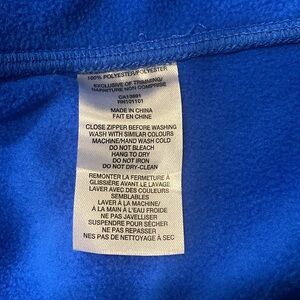 100% POLYESTER/POLYESTER
EXCLUSIVE OF TRIMMING/
GARNITURE NON COMPRISE
CA13891
RN101101
MADE IN CHINA
FAIT EN CHINE
CLOSE ZIPPER BEFORE WASHING
WASH WITH SIMILAR COLOURS
MACHINE/HAND WASH COLD
DO NOT BLEACH
HANG TO DRY
DO NOT IRON
DO NOT DRY-CLEAN
REMONTER LA FERMETURE À
GLISSIÈRE AVANT LE LAVAGE
LAVER AVEC DES COULEURS
SEMBLABLES
LAVER À LA MACHINE/
À LA MAIN À L'EAU FROIDE
NE PAS JAVELLISER
SUSPENDRE POUR SÉCHER
NE PAS REPASSER
NES PAS DE NETTOYAGE À SEC